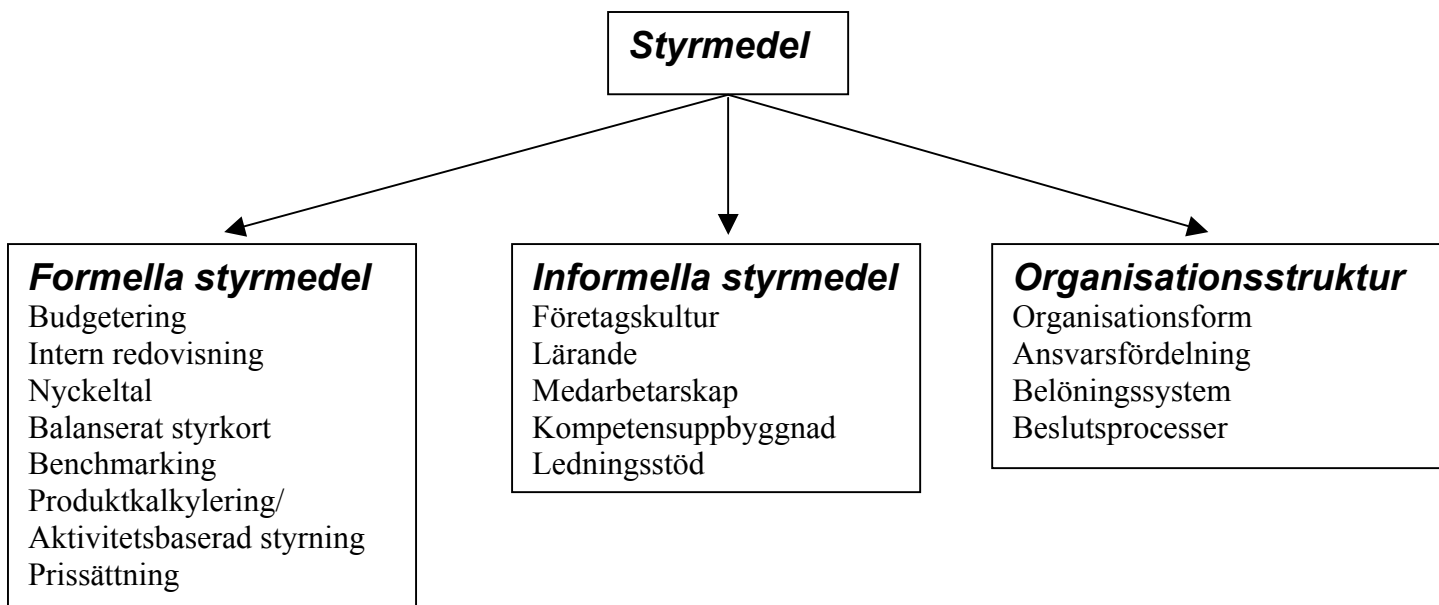 Styrmedel
Formella styrmedel
Budgetering
Intern redovisning
Nyckeltal
Balanserat styrkort
Benchmarking
Produktkalkylering/
Aktivitetsbaserad styrning
Prissättning
Informella styrmedel
Företagskultur
Lärande
Medarbetarskap
Kompetensuppbyggnad
Ledningsstöd
Organisationsstruktur
Organisationsform
Ansvarsfördelning
Belöningssystem
Beslutsprocesser